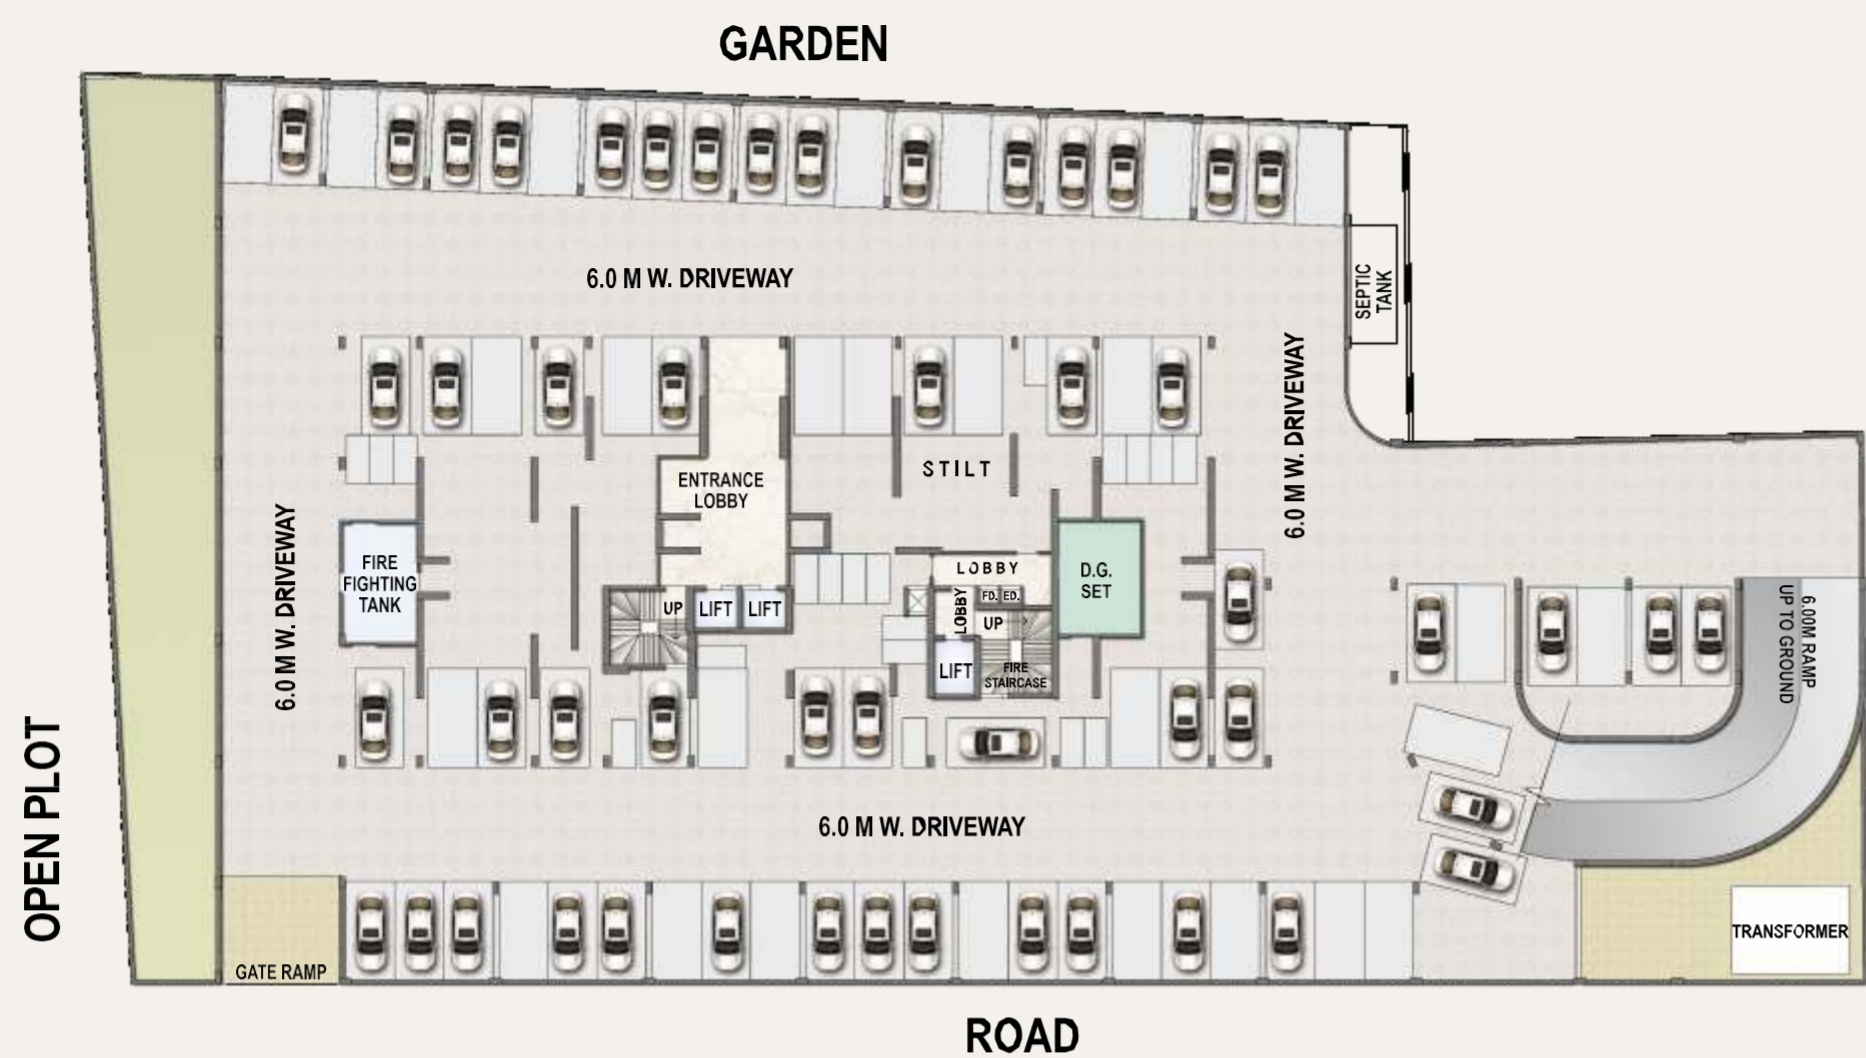 GARDEN
6.0 M W. DRIVEWAY
SEPTIC
TANK
6.0 M W. DRIVEWAY
STILT
ENTRANCE
LOBBY
6.0 M W. DRIVEWAY
FIRE
FIGHTING
TANK
LOBBY
D.G.
SET
UP
LIFT
LIFT
LOBBY
FD.
ED.
UP
LIFT
FIRE
STAIRCASE
6.00M RAMP
UP TO GROUND
OPEN PLOT
6.0 M W. DRIVEWAY
TRANSFORMER
GATE RAMP
ROAD